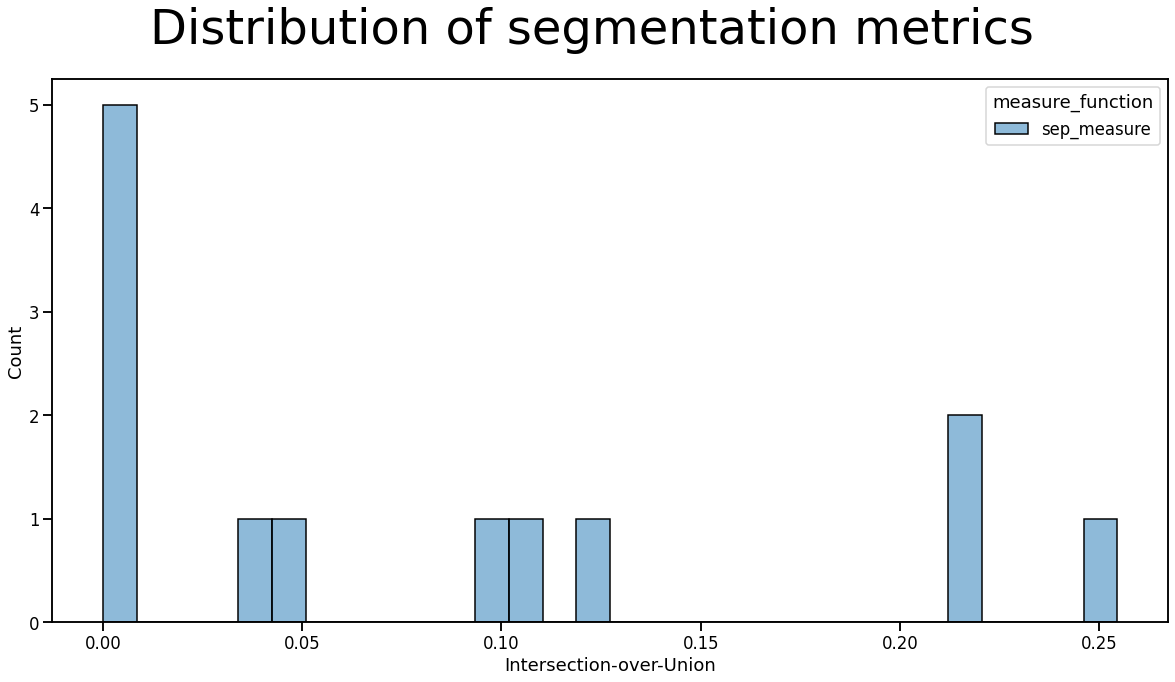 Distribution of segmentation metrics
measure_function
sep_measure
Count
5
4
3
2
1
0
0.00 0.05 0.10 0.15 0.20 0.25
Intersection-over-Union